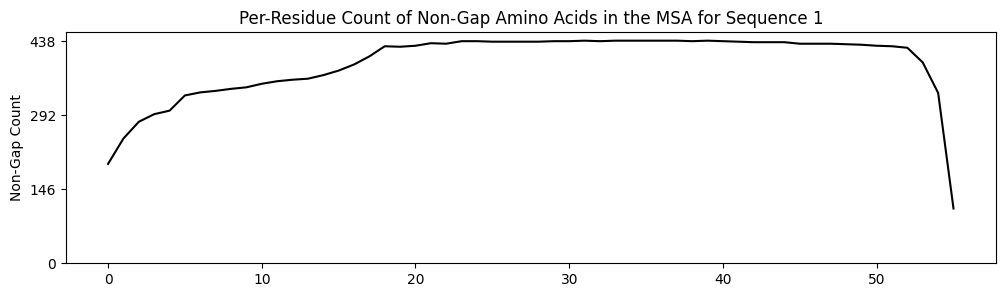 Per-Residue Count of Non-Gap Amino Acids in the MSA for Sequence 1
Non-Gap Count
438
292
146
0
0 10 20 30 40 50